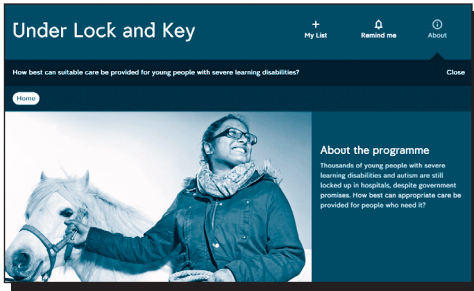 Under Lock and Key
My List
Remind me
About
How best can suitable care be provided for young people with severe learning disabilities?
Close
Home
About the programme
Thousands of young people with severe
learning disabilities and autism are still
locked up in hospitals, despite government
promises. How best can appropriate care be
provided for people who need it?